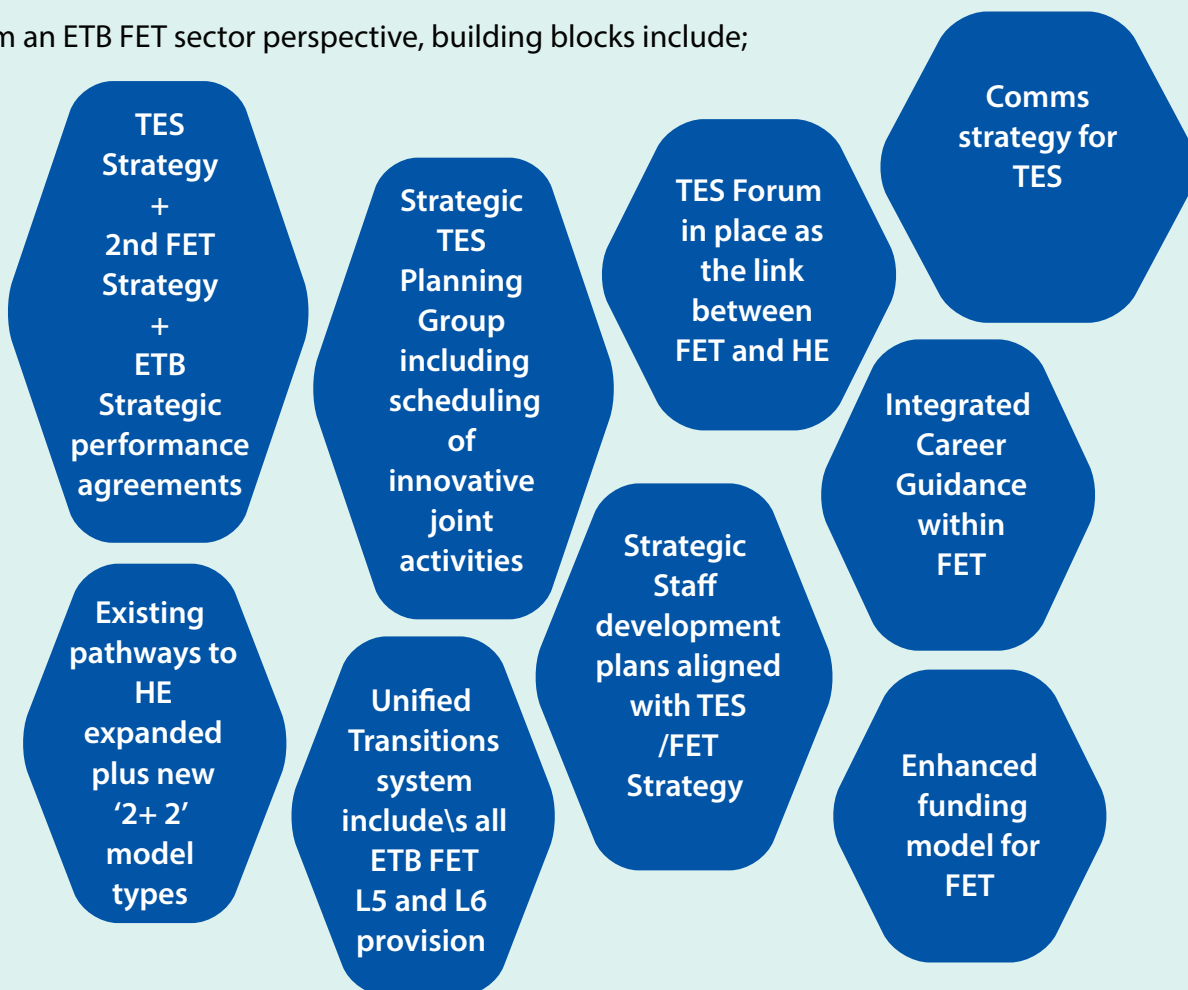 m an ETB FET sector perspective, building blocks include;
TES
Strategy
+
2nd FET
Strategy
+
ETB
Strategic
performance
agreements
Strategic
TES
Planning
Group
including
scheduling
of
innovative
joint
activities
TES Forum
in place as
the link
between
FET and HE
Comms
strategy for
TES
Integrated
Career
Guidance
within
FET
Existing
pathways to
HE
expanded
plus new
‘2+ 2’
model
types
Unified
Transitions
system
include\s all
ETB FET
L5 and L6
provision
Strategic
Staff
development
plans aligned
with TES
/FET
Strategy
Enhanced
funding
model for
FET